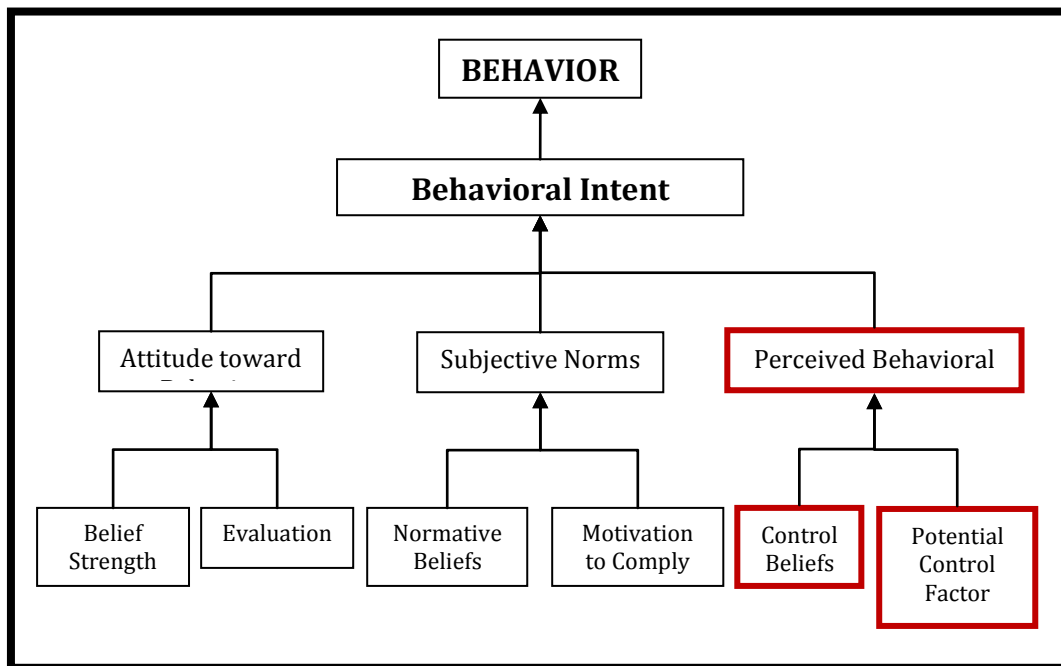 BEHAVIOR
Behavioral Intent
Attitude toward
Subjective Norms
Perceived Behavioral
Belief
Strength
Evaluation
Normative
Beliefs
Motivation
to Comply
Control
Beliefs
Potential
Control
Factor